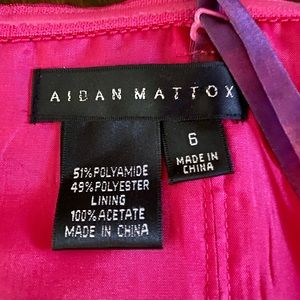 AIDAN MATTOX
6
MADE IN
CHINA
51% POLYAMIDE
49% POLYESTER
LINING
100% ACETATE
MADE IN CHINA